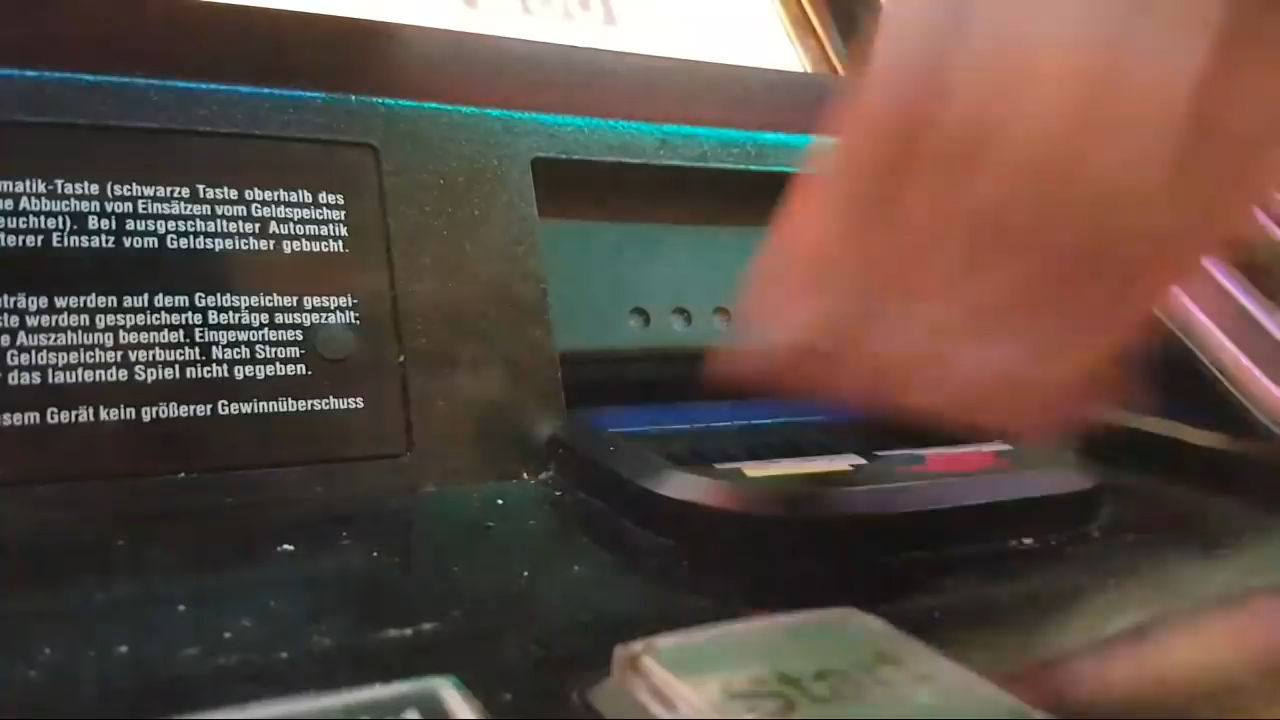 matik-Taste (schwarze Taste oberhalb des
ne Abbuchen von Einsätzen vom Geldspeicher
euchtet). Bei ausgeschalteter Automatik
terer Einsatz vom Geldspeicher gebucht.
eträge werden auf dem Geldspeicher gespei-
ste werden gespeicherte Beträge ausgezahlt;
e Auszahlung beendet. Eingeworfenes
Geldspeicher verbucht. Nach Strom-
das laufende Spiel nicht gegeben.
sem Gerät kein größerer Gewinnüberschuss